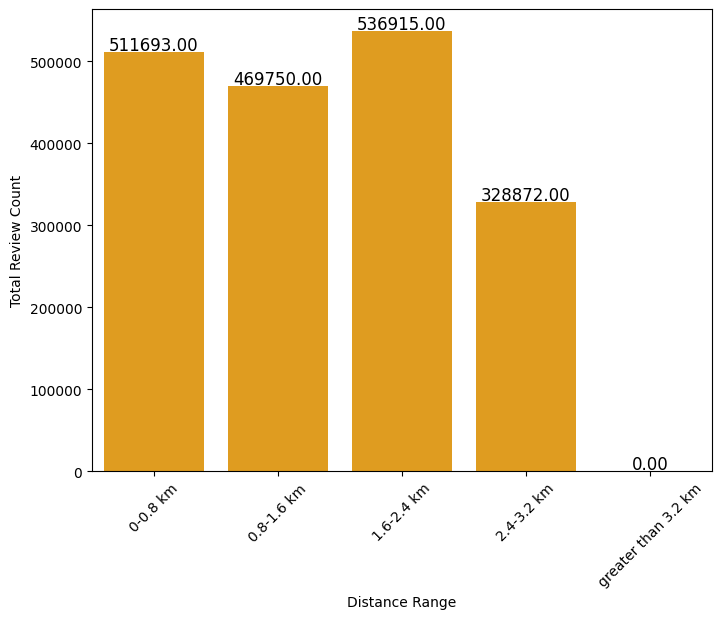 536915.00
511693.00
469750.00
328872.00
0.00
500000
400000
300000
200000
100000
0
Total Review Count
0-0.8 km
0.8-1.6 km
1.6-2.4 km
2.4-3.2 km
greater than 3.2 km
Distance Range